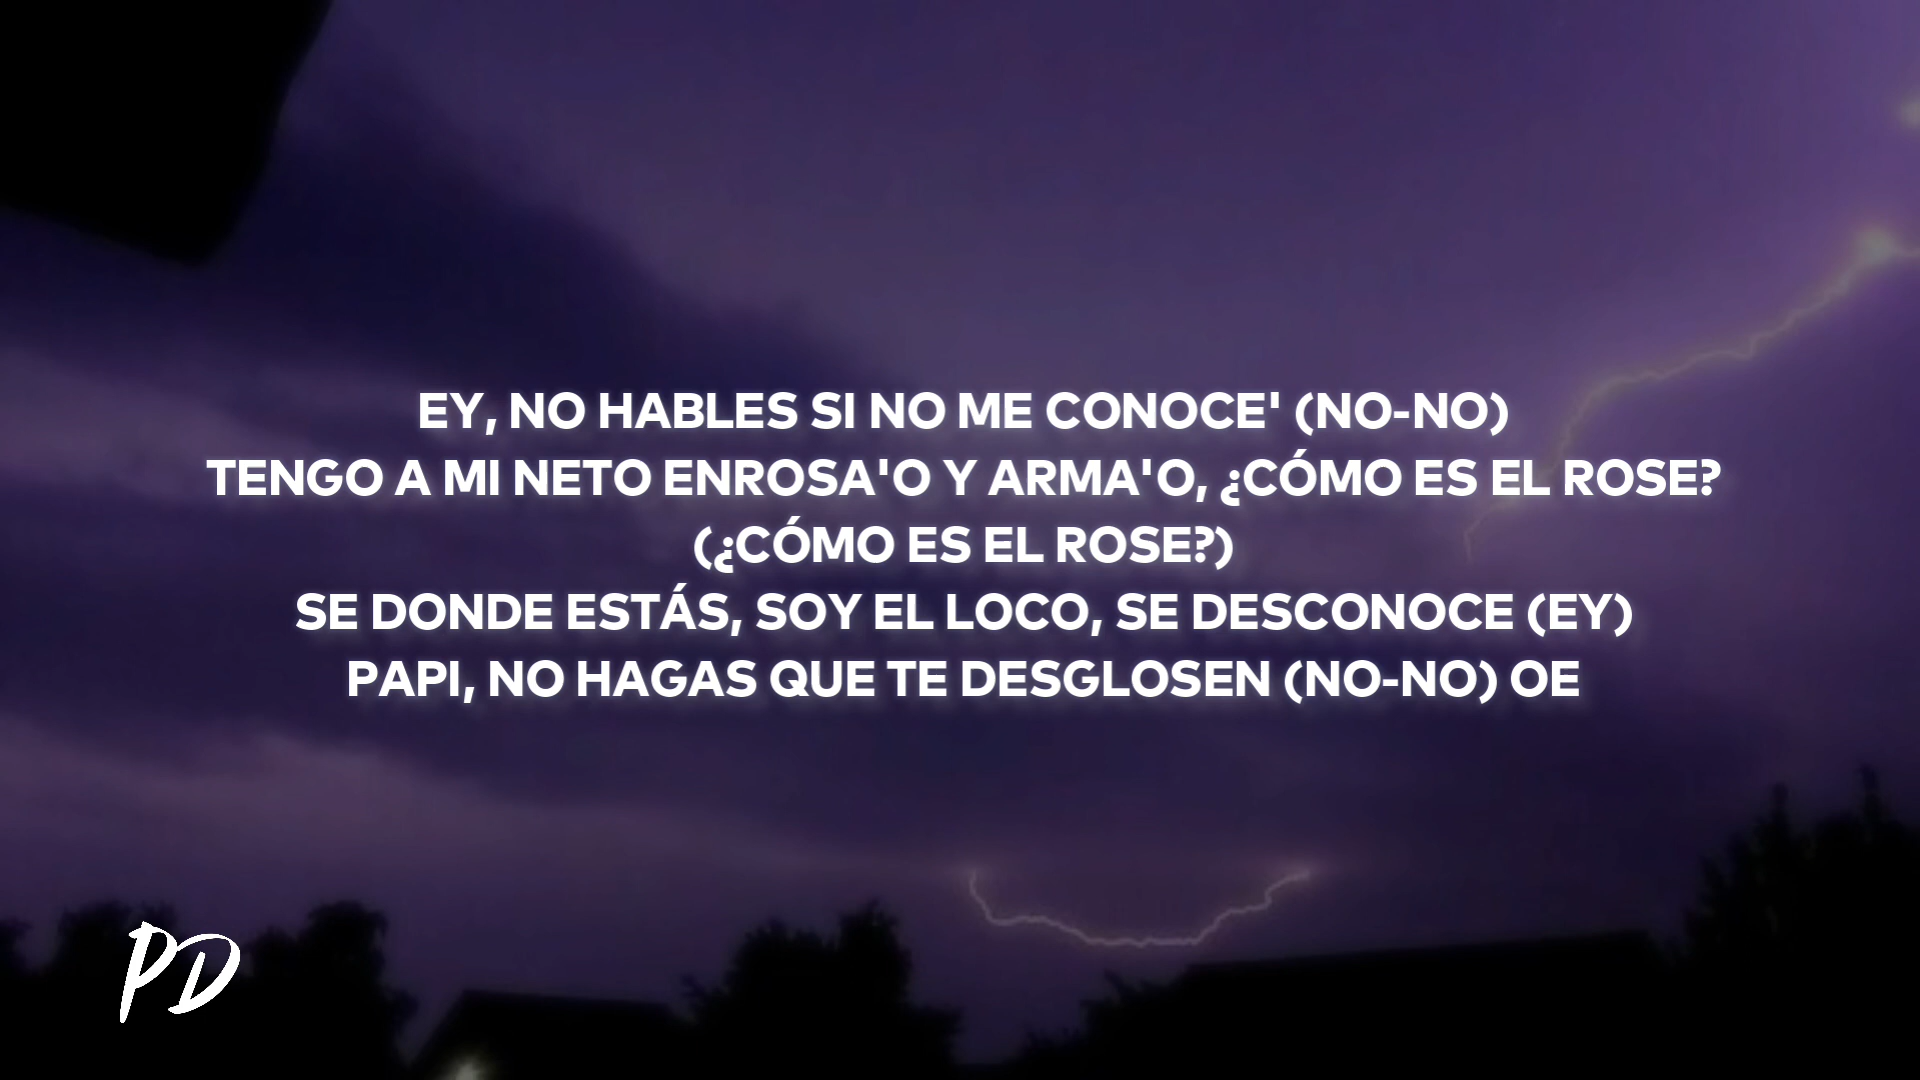 EY, NO HABLES SI NO ME CONOCE' (NO-NO)
TENGO A MI NETO ENROSA'O Y ARMA'O, ¿CÓMO ES EL ROSE?
(¿CÓMO ES EL ROSE?)
SE DONDE ESTÁS, SOY EL LOCO, SE DESCONOCE (EY)
PAPI, NO HAGAS QUE TE DESGLOSEN (NO-NO) OE
PD